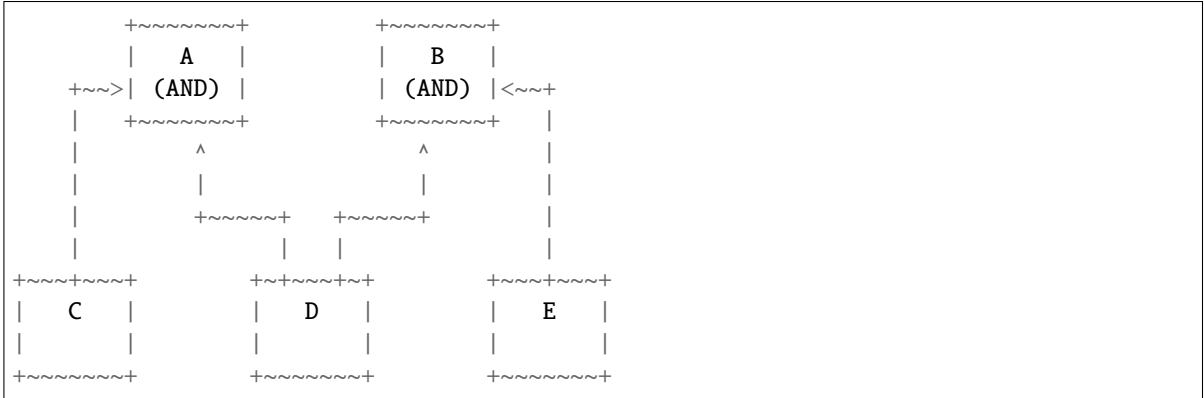 +~~~~~~~+         +~~~~~~~+
|   A   |         |   B   |
+~~>| (AND) |         | (AND) |<~~+
|   +~~~~~~~+         +~~~~~~~+   |
|        ^               ^        |
|        |               |        |
|        +~~~~~+   +~~~~~+        |
|              |   |              |
+~~~+~~~+        +~+~~~+~+        +~~~+~~~+
|   C   |        |   D   |        |   E   |
|       |        |       |        |       |
+~~~~~~~+        +~~~~~~~+        +~~~~~~~+